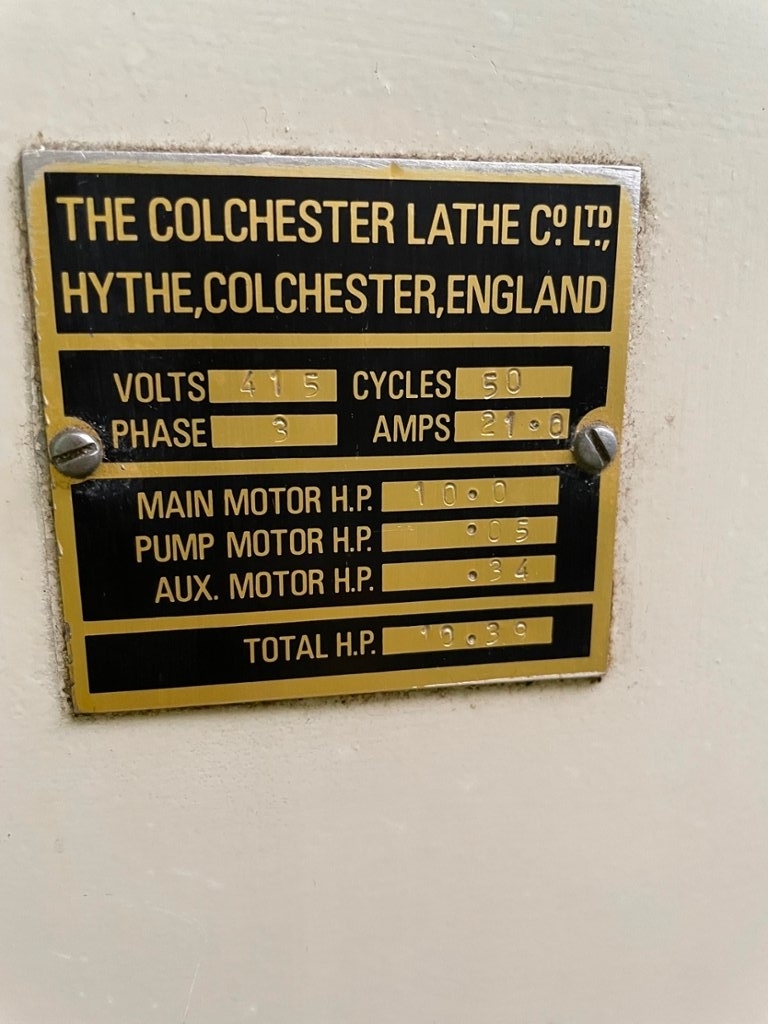 THE COLCHESTER LATHE Cº LTD.,
HYTHE, COLCHESTER, ENGLAND
VOLTS 415 CYCLES 50
PHASE 3 AMPS 21.0
MAIN MOTOR H.P. 10.0
PUMP MOTOR H.P. .05
AUX. MOTOR H.P. .34
TOTAL H.P. 10.39